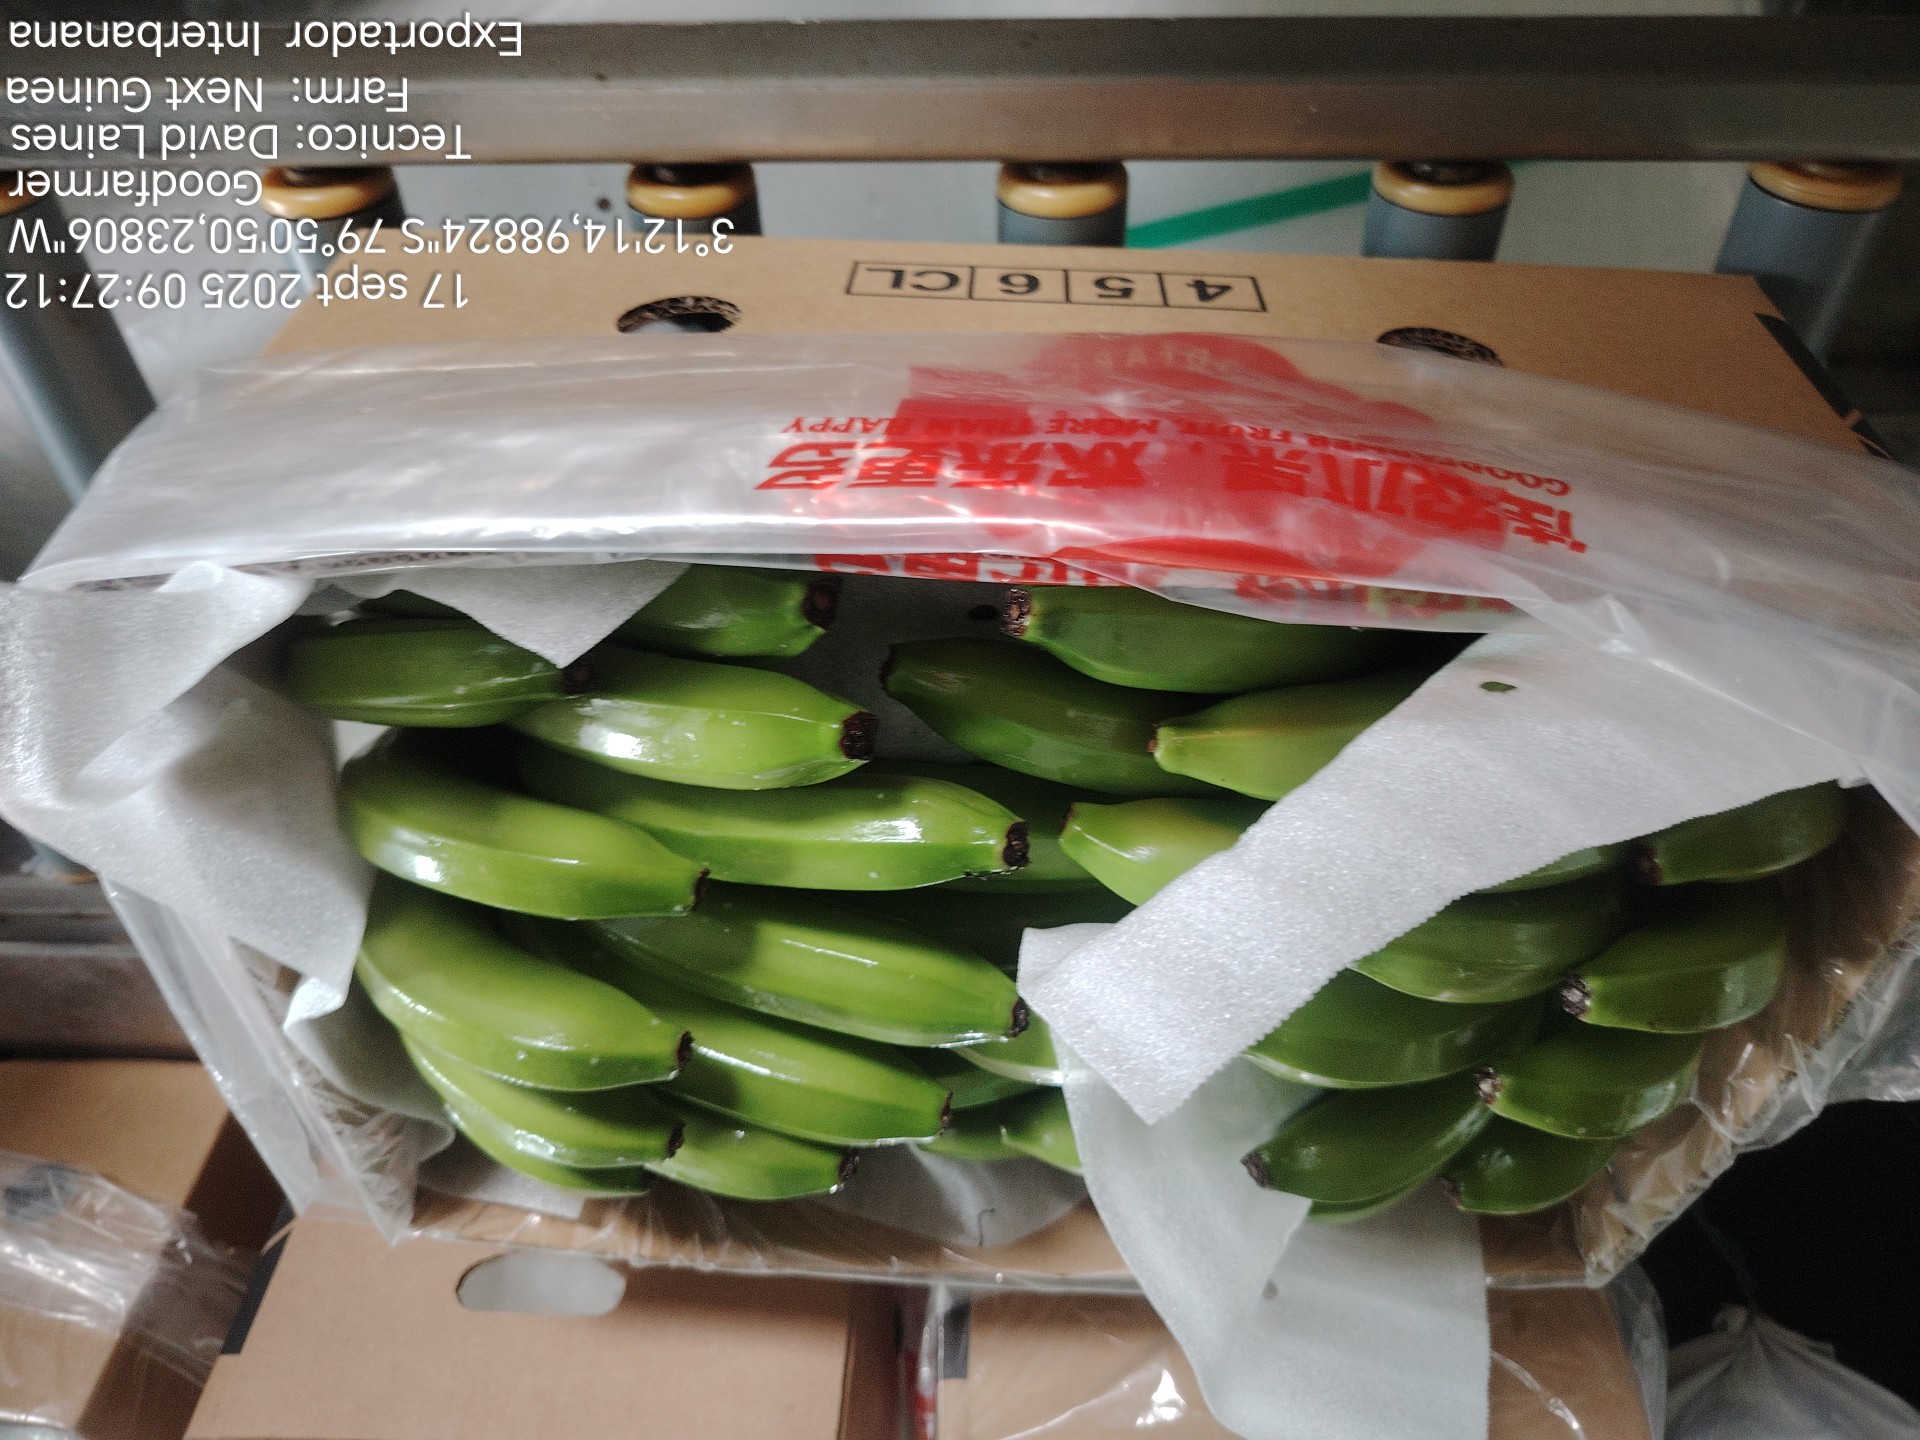 佳农水果，欢乐更多
GOODFARMER FRUIT, MORE THAN HAPPY
4 5 6 CL
17 sept 2025 09:27:12
3°12'14,98824"S 79°50'50,23806"W
Goodfarmer
Tecnico: David Laines
Farm: Next Guinea
Exportador Interbanana